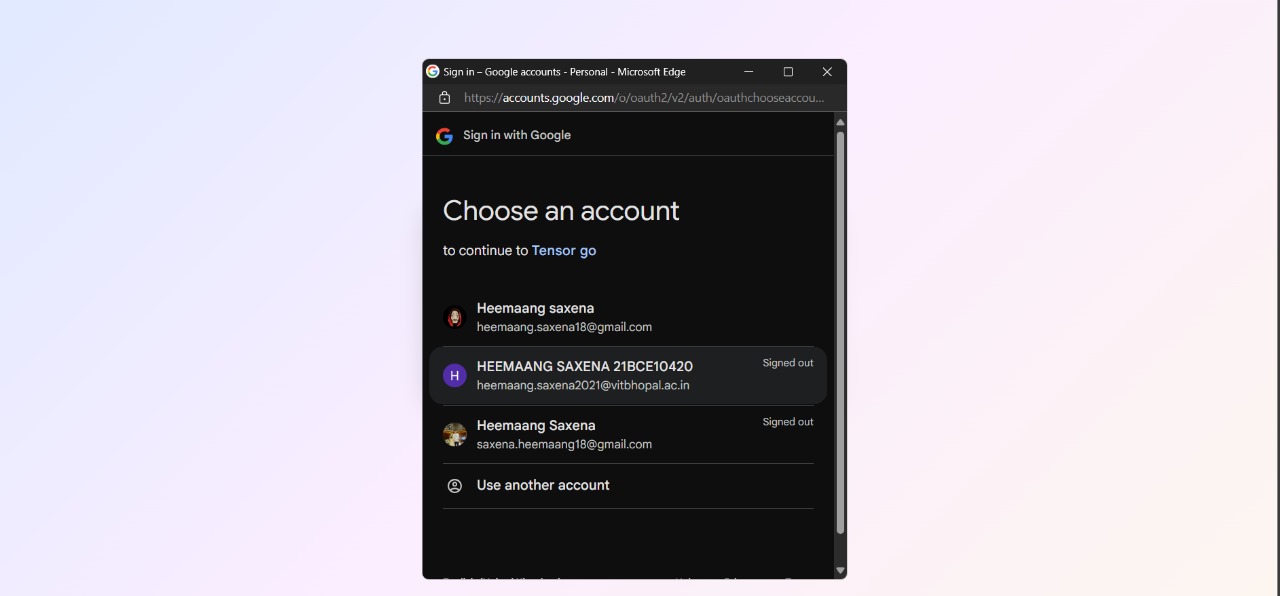 Sign in – Google accounts - Personal - Microsoft Edge
https://accounts.google.com/o/oauth2/v2/auth/oauthchooseaccou...
Sign in with Google
Choose an account
to continue to Tensor go
Heemaang saxena
heemaang.saxena18@gmail.com
HEEMAANG SAXENA 21BCE10420
Signed out
heemaang.saxena2021@vitbhopal.ac.in
H
Heemaang Saxena
Signed out
saxena.heemaang18@gmail.com
Use another account